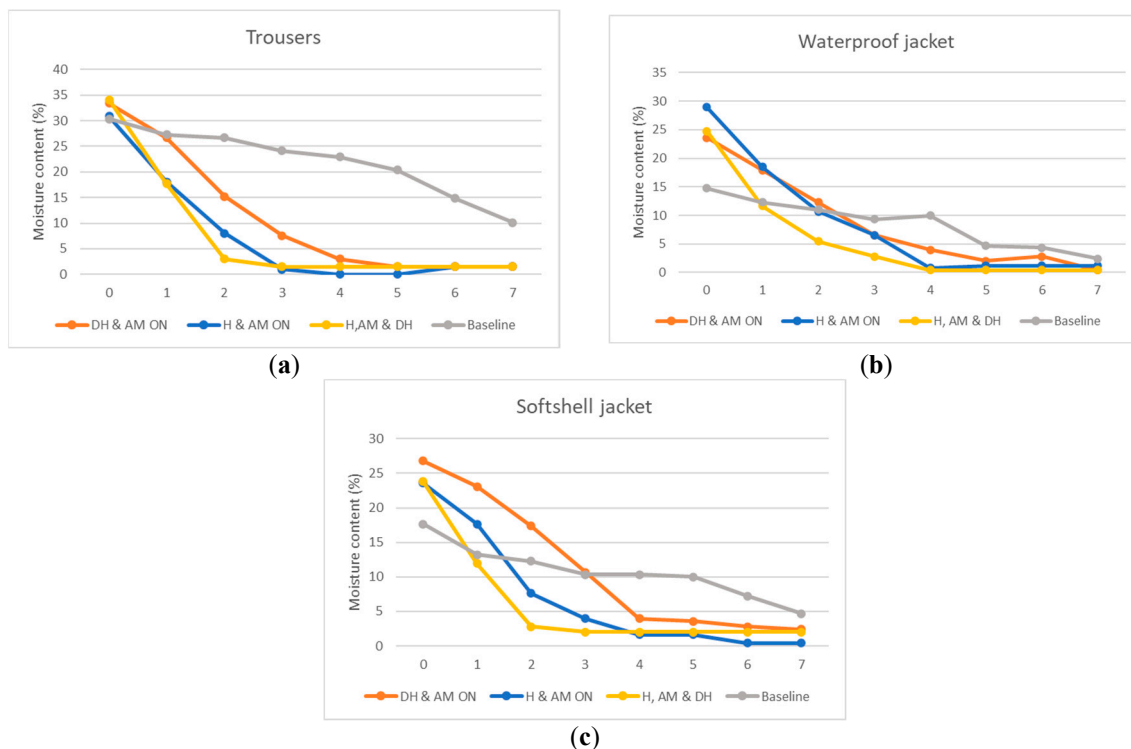 Trousers
Moisture content (%)
40
35
30
25
20
15
10
5
0
0 1 2 3 4 5 6 7
DH & AM ON H & AM ON H,AM & DH Baseline
(a)
Waterproof jacket
Moisture content (%)
35
30
25
20
15
10
5
0
0 1 2 3 4 5 6 7
DH & AM ON H & AM ON H, AM & DH Baseline
(b)
Softshell jacket
Moisture content (%)
30
25
20
15
10
5
0
0 1 2 3 4 5 6 7
DH & AM ON H & AM ON H, AM & DH Baseline
(c)